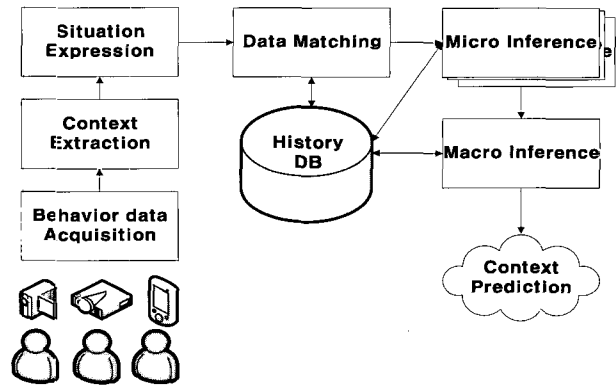 Situation
Expression
Data Matching
Micro Inference
e
Context
Extraction
History
DB
Macro Inference
Behavior data
Acquisition
Context
Prediction